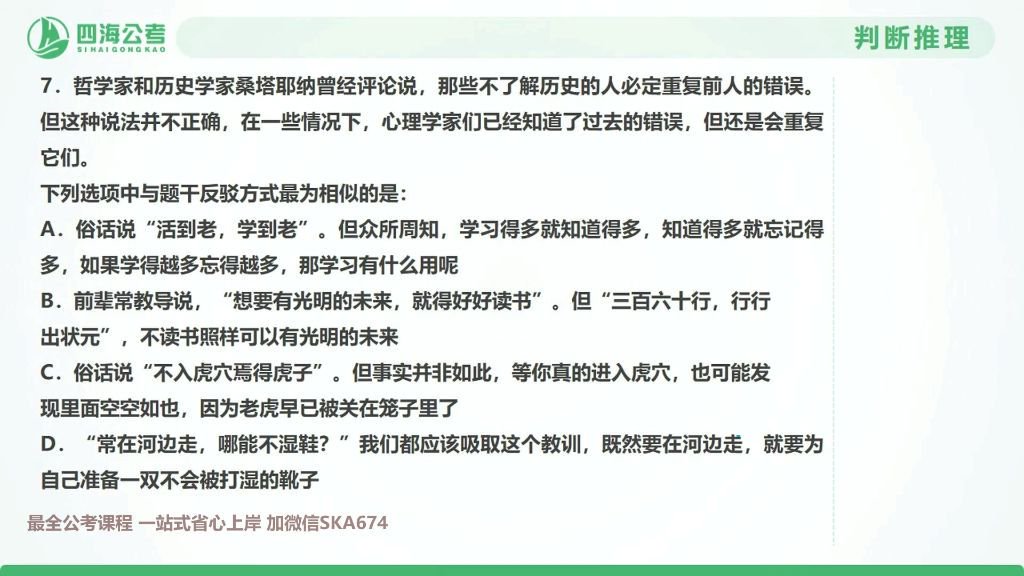 四海公考
SIHAIGONGKAO
判断推理
7．哲学家和历史学家桑塔耶纳曾经评论说，那些不了解历史的人必定重复前人的错误。
但这种说法并不正确，在一些情况下，心理学家们已经知道了过去的错误，但还是会重复
它们。
下列选项中与题干反驳方式最为相似的是：
A．俗话说“活到老，学到老”。但众所周知，学习得多就知道得多，知道得多就忘记得
多，如果学得越多忘得越多，那学习有什么用呢
B．前辈常教导说，“想要有光明的未来，就得好好读书”。但“三百六十行，行行
出状元”，不读书照样可以有光明的未来
C．俗话说“不入虎穴焉得虎子”。但事实并非如此，等你真的进入虎穴，也可能发
现里面空空如也，因为老虎早已被关在笼子里了
D．“常在河边走，哪能不湿鞋？”我们都应该吸取这个教训，既然要在河边走，就要为
自己准备一双不会被打湿的靴子
最全公考课程 一站式省心上岸 加微信SKA674